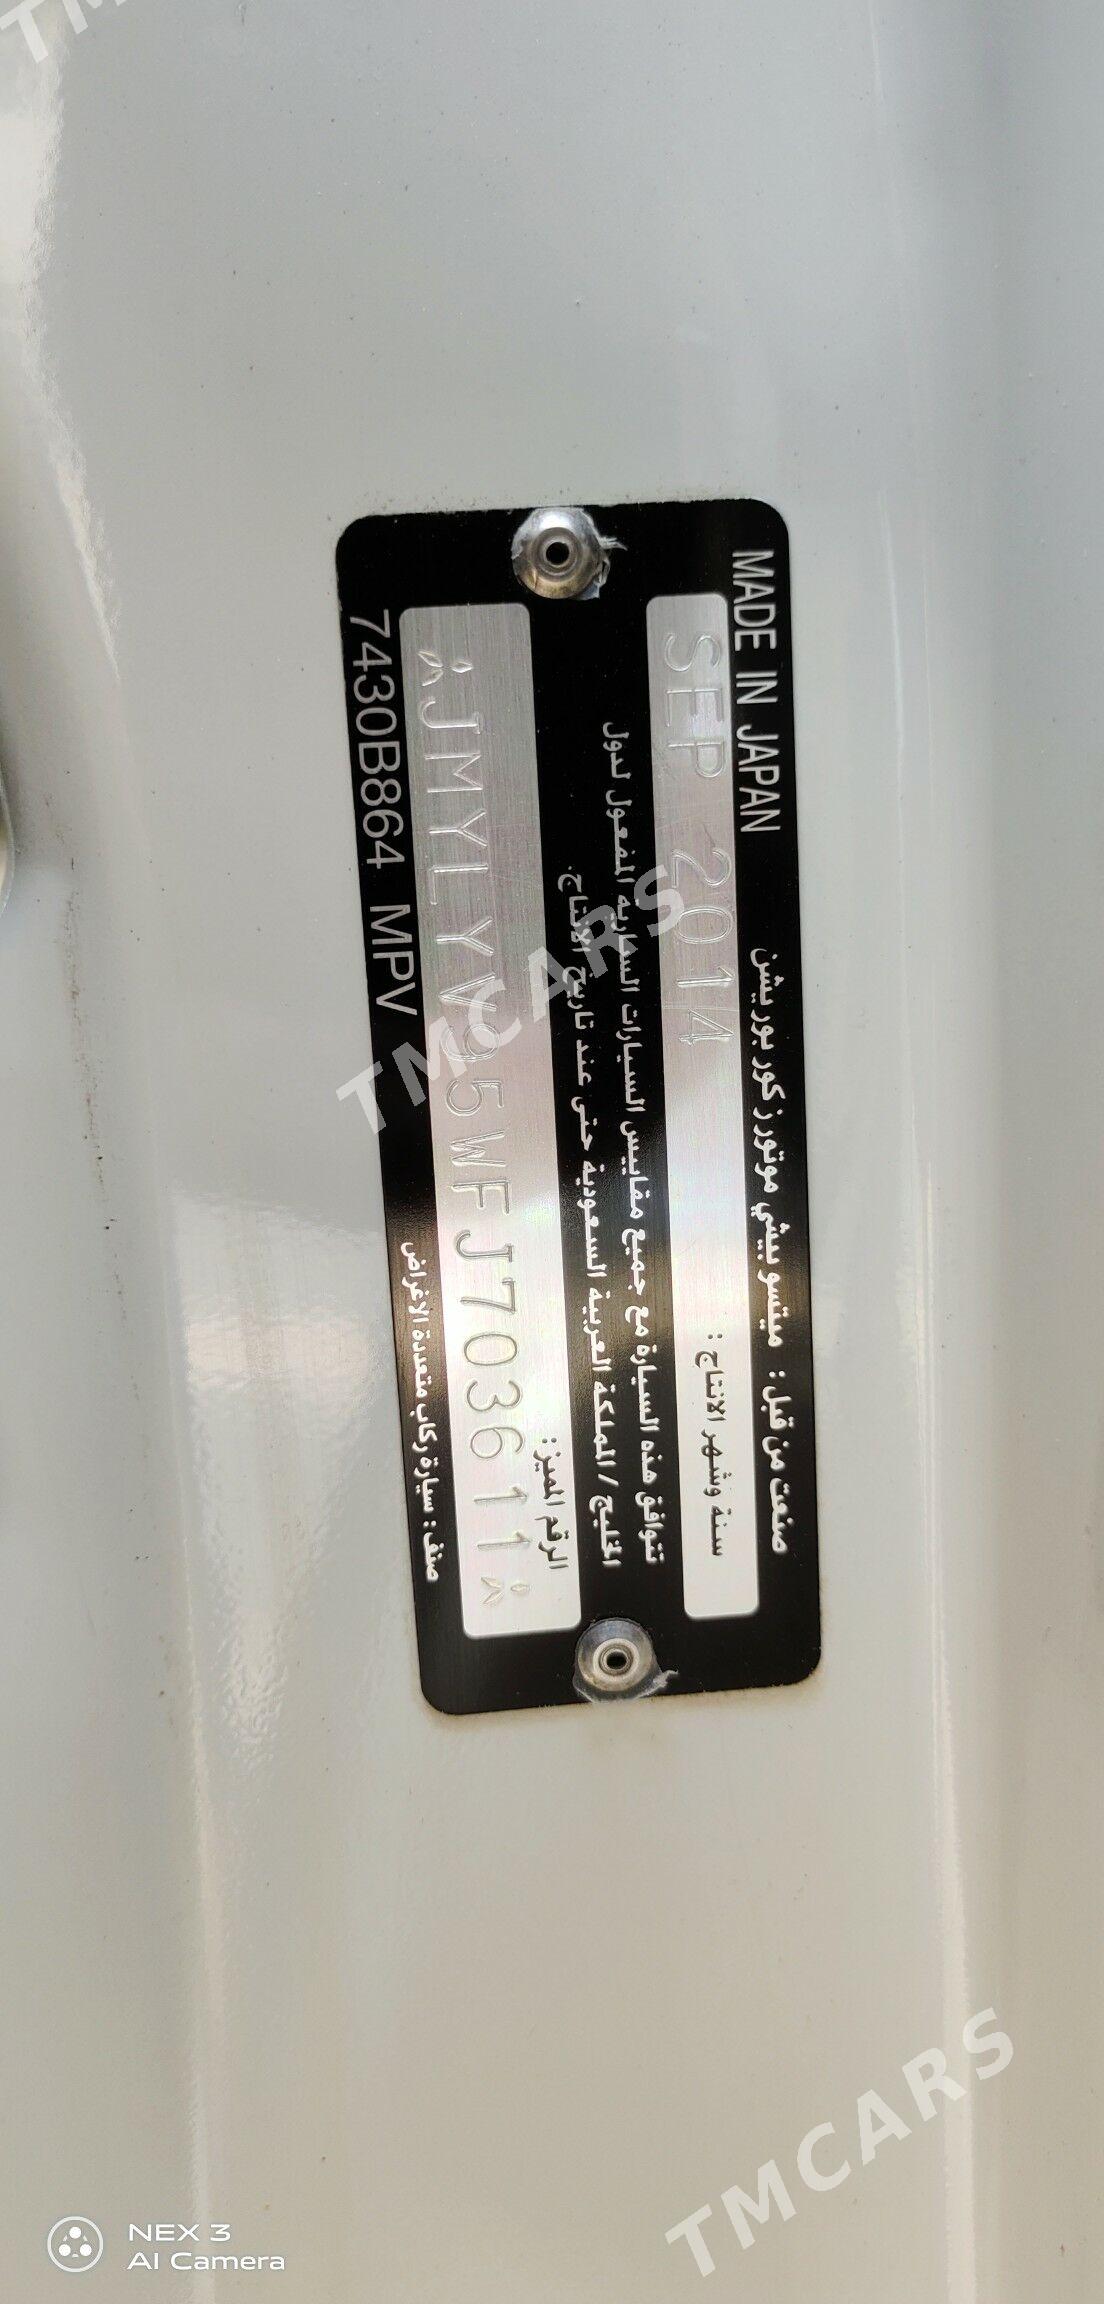 MADE IN JAPAN
صنعت من قبل : ميتسوبيشي موتورز كوربوريشن
SEP 2014
سنة وشهر الانتاج :
تتوافق هذه السيارة مع جميع مقاييس السيارات السارية المفعول لدول
الخليج / المملكة العربية السعودية حتى عند تاريخ الانتاج.
الرقم المميز :
JMYLYV95WFJ703611
7430B864 MPV
صنف : سيارة ركاب متعددة الاغراض
TMCARS
TMCARS
NEX 3
AI Camera